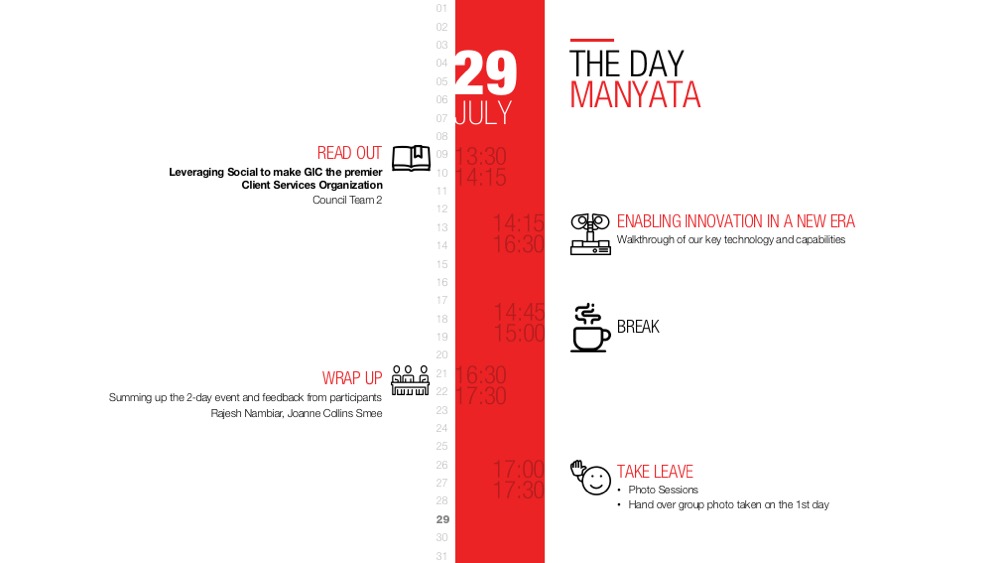 01
02
03
04
05
06
07
08
09
10
11
12
13
14
15
16
17
18
19
20
21
22
23
24
25
26
27
28
29
30
31
29
JULY
THE DAY
MANYATA
READ OUT
Leveraging Social to make GIC the premier
Client Services Organization
Council Team 2
13:30
14:15
14:15
16:30
ENABLING INNOVATION IN A NEW ERA
Walkthrough of our key technology and capabilities
14:45
15:00
BREAK
WRAP UP
Summing up the 2-day event and feedback from participants
Rajesh Nambiar, Joanne Collins Smee
16:30
17:30
17:00
17:30
TAKE LEAVE
• Photo Sessions
• Hand over group photo taken on the 1st day